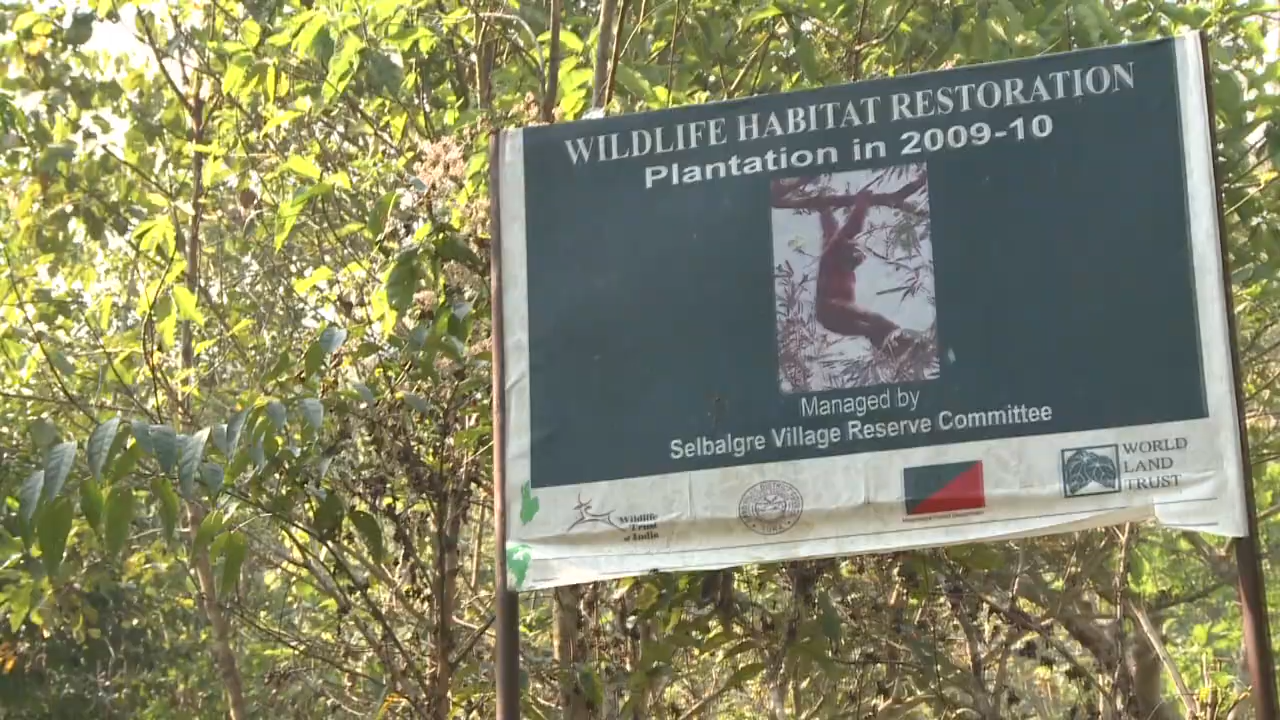 WILDLIFE HABITAT RESTORATION
Plantation in 2009-10
Managed by
Selbalgre Village Reserve Committee
Wildlife
Trust
of India
TURA
WORLD
LAND
TRUST